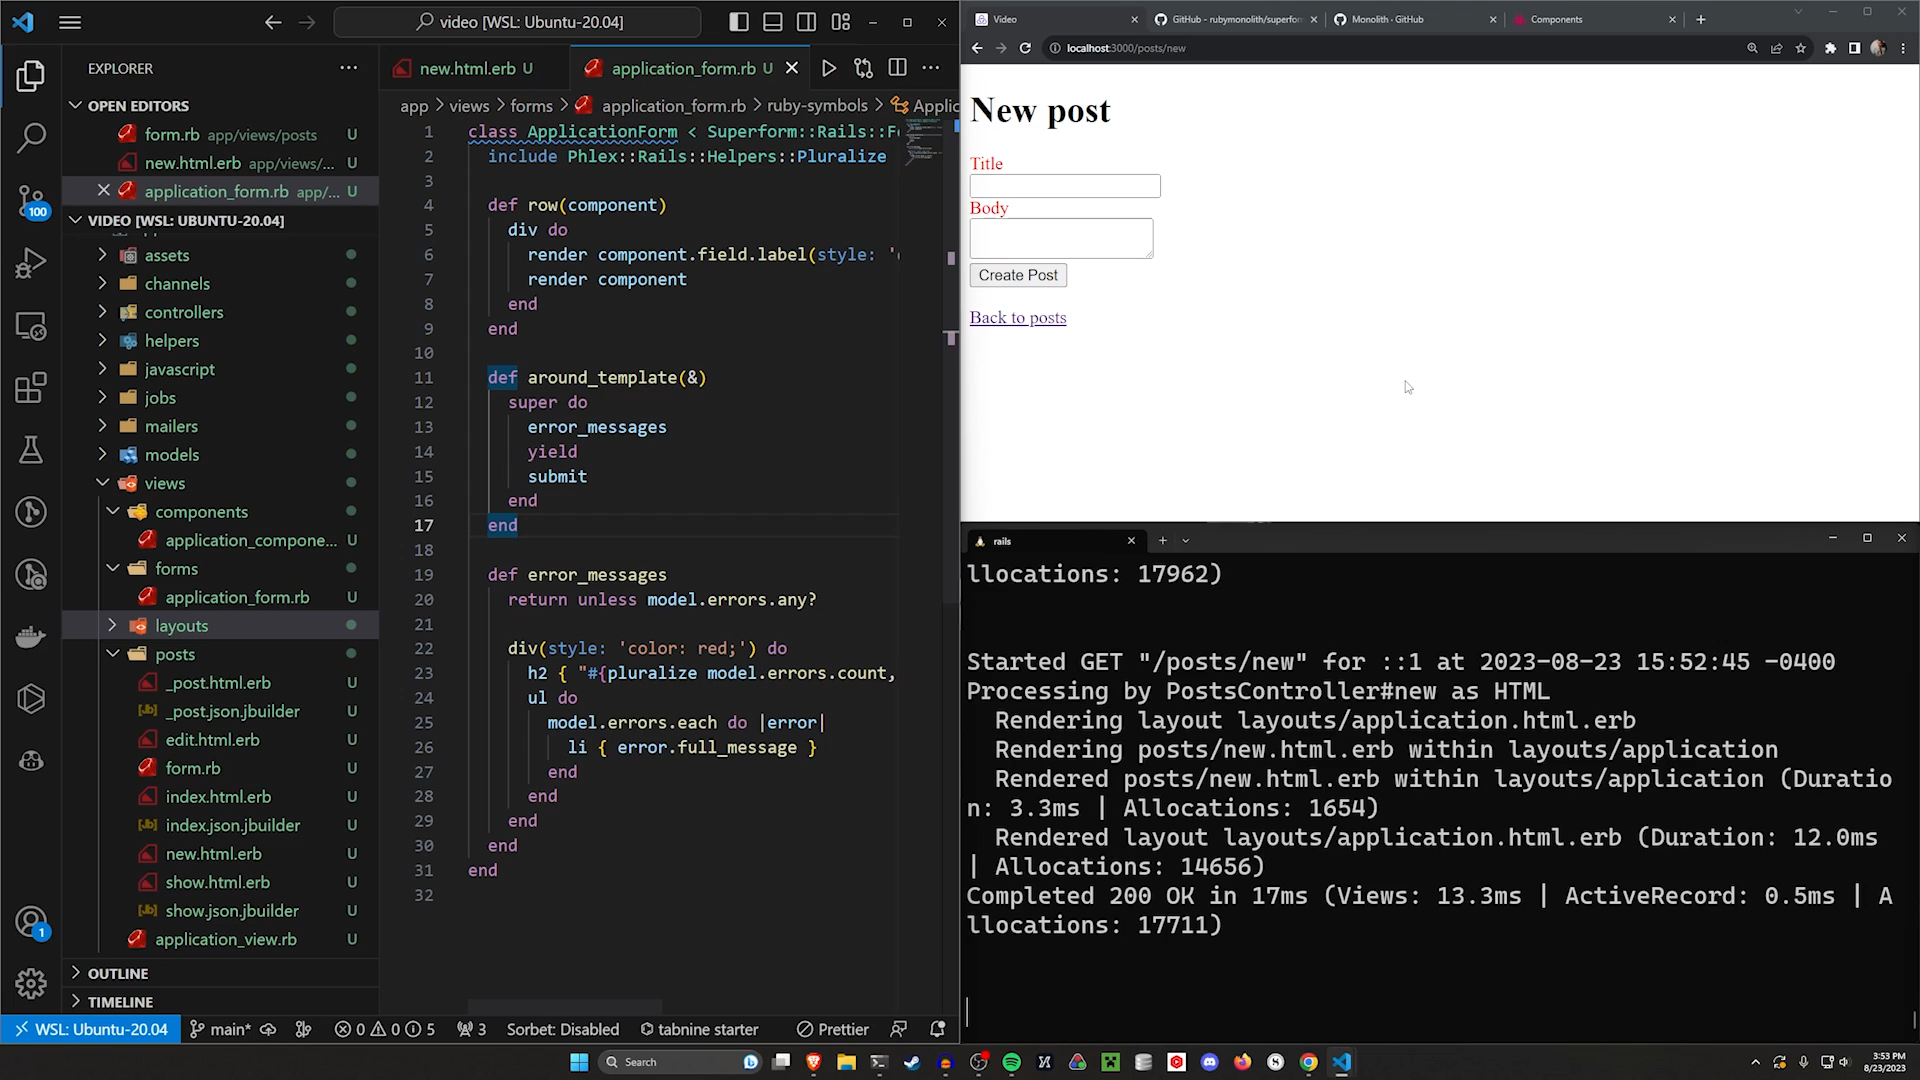 video [WSL: Ubuntu-20.04]
EXPLORER
OPEN EDITORS
form.rb app/views/posts U
new.html.erb app/views/... U
application_form.rb app/... U
VIDEO [WSL: UBUNTU-20.04]
assets
channels
controllers
helpers
javascript
jobs
mailers
models
views
components
application_compone... U
forms
application_form.rb U
layouts
posts
_post.html.erb U
_post.json.jbuilder U
edit.html.erb U
form.rb U
index.html.erb U
index.json.jbuilder U
new.html.erb U
show.html.erb U
show.json.jbuilder U
application_view.rb U
OUTLINE
TIMELINE
100
1
new.html.erb U
application_form.rb U
app > views > forms > application_form.rb > ruby-symbols > Applic
1 class ApplicationForm < Superform::Rails::Fo
2 include Phlex::Rails::Helpers::Pluralize
3
4 def row(component)
5 div do
6 render component.field.label(style: 'c
7 render component
8 end
9 end
10
11 def around_template(&)
12 super do
13 error_messages
14 yield
15 submit
16 end
17 end
18
19 def error_messages
20 return unless model.errors.any?
21
22 div(style: 'color: red;') do
23 h2 { "#{pluralize model.errors.count,
24 ul do
25 model.errors.each do |error|
26 li { error.full_message }
27 end
28 end
29 end
30 end
31 end
32
WSL: Ubuntu-20.04 main* 0 0 5 3 Sorbet: Disabled tabnine starter Prettier
Video
GitHub - rubymonolith/superfor
Monolith · GitHub
Components
localhost:3000/posts/new
New post
Title
Body
Create Post
Back to posts
rails
llocations: 17962)
Started GET "/posts/new" for ::1 at 2023-08-23 15:52:45 -0400
Processing by PostsController#new as HTML
Rendering layout layouts/application.html.erb
Rendering posts/new.html.erb within layouts/application
Rendered posts/new.html.erb within layouts/application (Duratio
n: 3.3ms | Allocations: 1654)
Rendered layout layouts/application.html.erb (Duration: 12.0ms
| Allocations: 14656)
Completed 200 OK in 17ms (Views: 13.3ms | ActiveRecord: 0.5ms | A
llocations: 17711)
Search
3:53 PM
8/23/2023